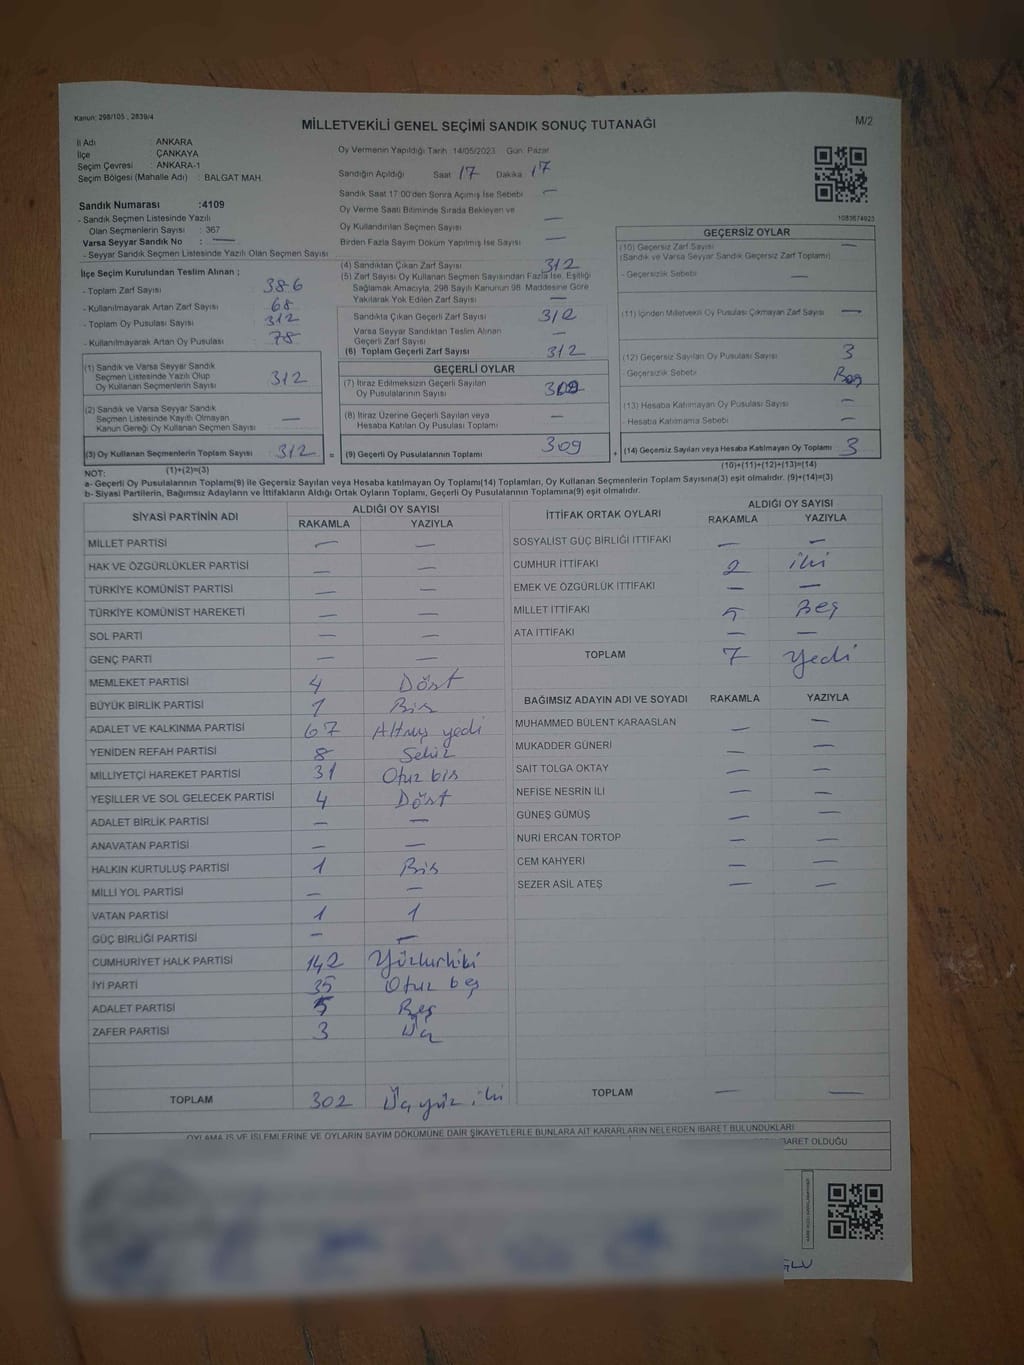 Kanun: 298/105 , 2839/4
MİLLETVEKİLİ GENEL SEÇİMİ SANDIK SONUÇ TUTANAĞI
M/2
İl Adı ANKARA
İlçe ÇANKAYA
Seçim Çevresi : ANKARA-1
Seçim Bölgesi (Mahalle Adı) : BALGAT MAH.
Sandık Numarası :4109
- Sandık Seçmen Listesinde Yazılı
Olan Seçmenlerin Sayısı : 367
Varsa Seyyar Sandık No : —
- Seyyar Sandık Seçmen Listesinde Yazılı Olan Seçmen Sayısı
Oy Vermenin Yapıldığı Tarih :14/05/2023 Gün: Pazar
Sandığın Açıldığı Saat 17 Dakika 17
Sandık Saat 17:00'den Sonra Açımış İse Sebebi —
Oy Verme Saati Bitiminde Sırada Bekleyen ve
Oy Kullandırılan Seçmen Sayısı —
Birden Fazla Sayım Döküm Yapılmış İse Sayısı —
1083674923
İlçe Seçim Kurulundan Teslim Alınan ;
- Toplam Zarf Sayısı 386
- Kullanılmayarak Artan Zarf Sayısı 68
- Toplam Oy Pusulası Sayısı 312
- Kullanılmayarak Artan Oy Pusulası 78
(4) Sandıktan Çıkan Zarf Sayısı 312
(5) Zarf Sayısı Oy Kullanan Seçmen Sayısından Fazla İse, Eşitliği
Sağlamak Amacıyla, 298 Sayılı Kanunun 98. Maddesine Göre
Yakılarak Yok Edilen Zarf Sayısı —
Sandıkta Çıkan Geçerli Zarf Sayısı 312
Varsa Seyyar Sandıktan Teslim Alınan
Geçerli Zarf Sayısı —
(6) Toplam Geçerli Zarf Sayısı 312
GEÇERSİZ OYLAR
(10) Geçersiz Zarf Sayısı —
(Sandık ve Varsa Seyyar Sandık Geçersiz Zarf Toplamı)
- Geçersizlik Sebebi —
(11) İçinden Milletvekili Oy Pusulası Çıkmayan Zarf Sayısı —
(12) Geçersiz Sayılan Oy Pusulası Sayısı 3
- Geçersizlik Sebebi Boş
(13) Hesaba Katılmayan Oy Pusulası Sayısı —
- Hesaba Katılmama Sebebi —
(14) Geçersiz Sayılan veya Hesaba Katılmayan Oy Toplamı 3
(10)+(11)+(12)+(13)=(14)
(1) Sandık ve Varsa Seyyar Sandık
Seçmen Listesinde Yazılı Olup
Oy Kullanan Seçmenlerin Sayısı 312
(2) Sandık ve Varsa Seyyar Sandık
Seçmen Listesinde Kayıtlı Olmayan
Kanun Gereği Oy Kullanan Seçmen Sayısı —
(3) Oy Kullanan Seçmenlerin Toplam Sayısı 312 =
(1)+(2)=(3)
GEÇERLİ OYLAR
(7) İtiraz Edilmeksizin Geçerli Sayılan
Oy Pusulalarının Sayısı 309
(8) İtiraz Üzerine Geçerli Sayılan veya
Hesaba Katılan Oy Pusulası Toplamı —
(9) Geçerli Oy Pusulalarının Toplamı 309 +
NOT:
a- Geçerli Oy Pusulalarının Toplamı(9) ile Geçersiz Sayılan veya Hesaba katılmayan Oy Toplamı(14) Toplamları, Oy Kullanan Seçmenlerin Toplam Sayısına(3) eşit olmalıdır. (9)+(14)=(3)
b- Siyasi Partilerin, Bağımsız Adayların ve İttifakların Aldığı Ortak Oyların Toplamı, Geçerli Oy Pusulalarının Toplamına(9) eşit olmalıdır.
SİYASİ PARTİNİN ADI ALDIĞI OY SAYISI
RAKAMLA YAZIYLA
MİLLET PARTİSİ — —
HAK VE ÖZGÜRLÜKLER PARTİSİ — —
TÜRKİYE KOMÜNİST PARTİSİ — —
TÜRKİYE KOMÜNİST HAREKETİ — —
SOL PARTİ — —
GENÇ PARTİ — —
MEMLEKET PARTİSİ 4 Dört
BÜYÜK BİRLİK PARTİSİ 1 Bir
ADALET VE KALKINMA PARTİSİ 67 Altmış yedi
YENİDEN REFAH PARTİSİ 8 Sekiz
MİLLİYETÇİ HAREKET PARTİSİ 31 Otuz bir
YEŞİLLER VE SOL GELECEK PARTİSİ 4 Dört
ADALET BİRLİK PARTİSİ — —
ANAVATAN PARTİSİ — —
HALKIN KURTULUŞ PARTİSİ 1 Bir
MİLLİ YOL PARTİSİ — —
VATAN PARTİSİ 1 1
GÜÇ BİRLİĞİ PARTİSİ — —
CUMHURİYET HALK PARTİSİ 142 Yüzkırkiki
İYİ PARTİ 35 Otuz beş
ADALET PARTİSİ 5 Beş
ZAFER PARTİSİ 3 Üç
TOPLAM 302 Üç yüz iki
İTTİFAK ORTAK OYLARI ALDIĞI OY SAYISI
RAKAMLA YAZIYLA
SOSYALİST GÜÇ BİRLİĞİ İTTİFAKI — —
CUMHUR İTTİFAKI 2 iki
EMEK VE ÖZGÜRLÜK İTTİFAKI — —
MİLLET İTTİFAKI 5 Beş
ATA İTTİFAKI — —
TOPLAM 7 Yedi
BAĞIMSIZ ADAYIN ADI VE SOYADI RAKAMLA YAZIYLA
MUHAMMED BÜLENT KARAASLAN — —
MUKADDER GÜNERİ — —
SAİT TOLGA OKTAY — —
NEFİSE NESRİN İLİ — —
GÜNEŞ GÜMÜŞ — —
NURİ ERCAN TORTOP — —
CEM KAHYERİ — —
SEZER ASİL ATEŞ — —
TOPLAM — —
OYLAMA İŞ VE İŞLEMLERİNE VE OYLARIN SAYIM DÖKÜMÜNE DAİR ŞİKAYETLERLE BUNLARA AİT KARARLARIN NELERDEN İBARET BULUNDUKLARI
BARET OLDUĞU
ĞLU